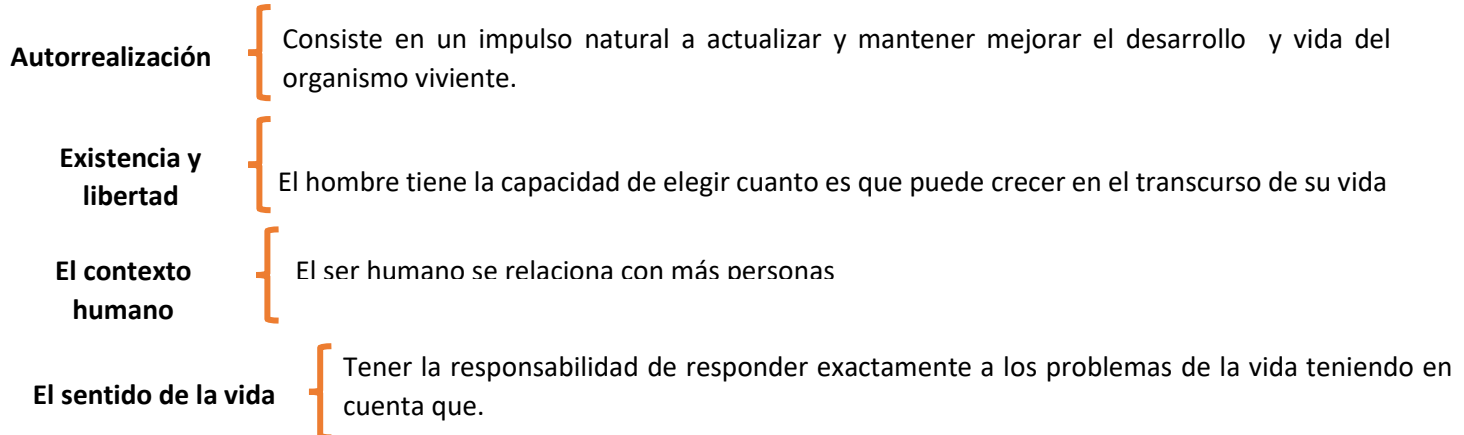 Autorrealización
Consiste en un impulso natural a actualizar y mantener mejorar el desarrollo y vida del
organismo viviente.
Existencia y
libertad
El hombre tiene la capacidad de elegir cuanto es que puede crecer en el transcurso de su vida
El contexto
humano
El ser humano se relaciona con más personas
El sentido de la vida
Tener la responsabilidad de responder exactamente a los problemas de la vida teniendo en
cuenta que.